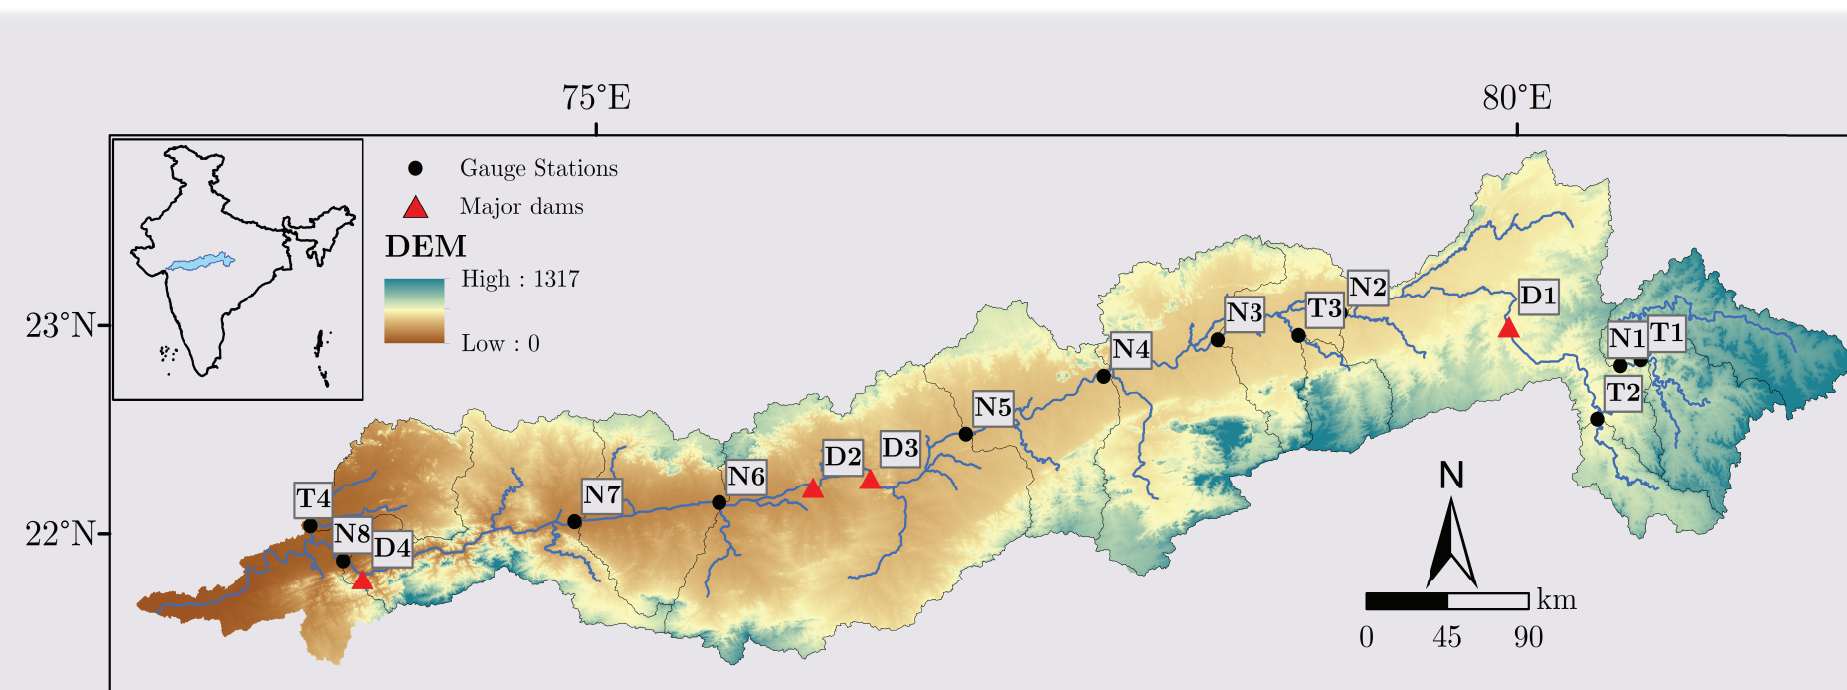 75°E
80°E
Gauge Stations
Major dams
DEM
High : 1317
Low : 0
23°N
22°N
D1
N2
T3
N3
T1
N1
N4
T2
N5
D3
D2
N6
N7
T4
N8
D4
N
km
0 45 90